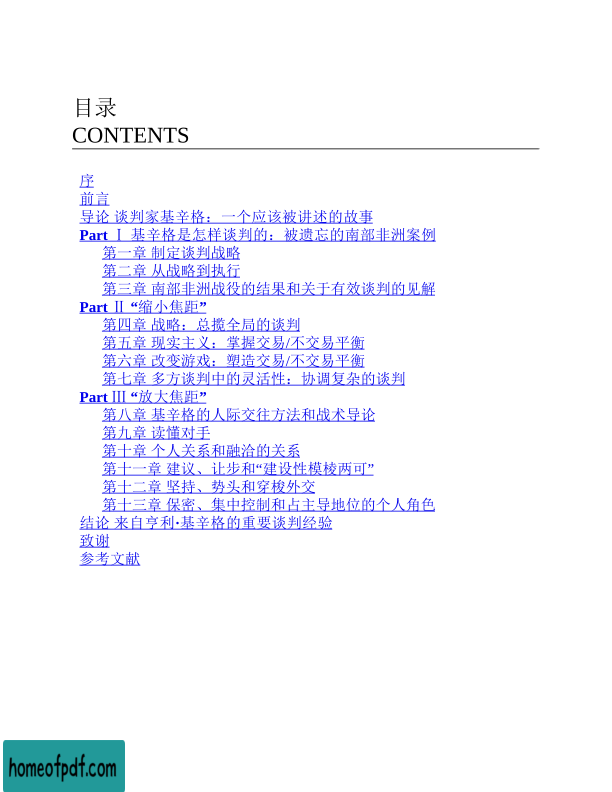 目录
CONTENTS
序
前言
导论 谈判家基辛格：一个应该被讲述的故事
Part Ⅰ 基辛格是怎样谈判的：被遗忘的南部非洲案例
第一章 制定谈判战略
第二章 从战略到执行
第三章 南部非洲战役的结果和关于有效谈判的见解
Part Ⅱ “缩小焦距”
第四章 战略：总揽全局的谈判
第五章 现实主义：掌握交易/不交易平衡
第六章 改变游戏：塑造交易/不交易平衡
第七章 多方谈判中的灵活性：协调复杂的谈判
Part Ⅲ “放大焦距”
第八章 基辛格的人际交往方法和战术导论
第九章 读懂对手
第十章 个人关系和融洽的关系
第十一章 建议、让步和“建设性模棱两可”
第十二章 坚持、势头和穿梭外交
第十三章 保密、集中控制和占主导地位的个人角色
结论 来自亨利·基辛格的重要谈判经验
致谢
参考文献
homeofpdf.com